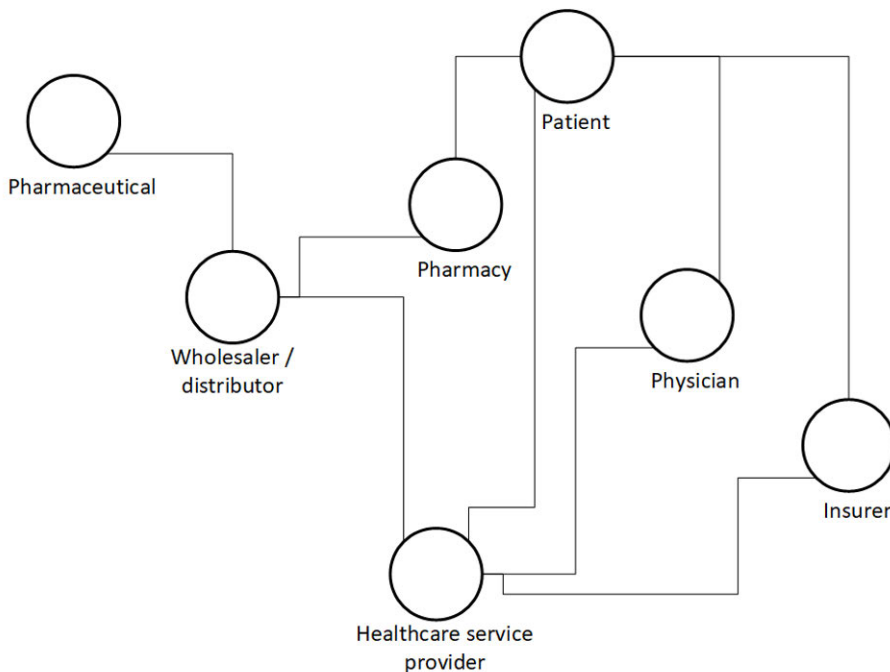 Patient
Pharmaceutical
Pharmacy
Wholesaler /
distributor
Physician
Insurer
Healthcare service
provider